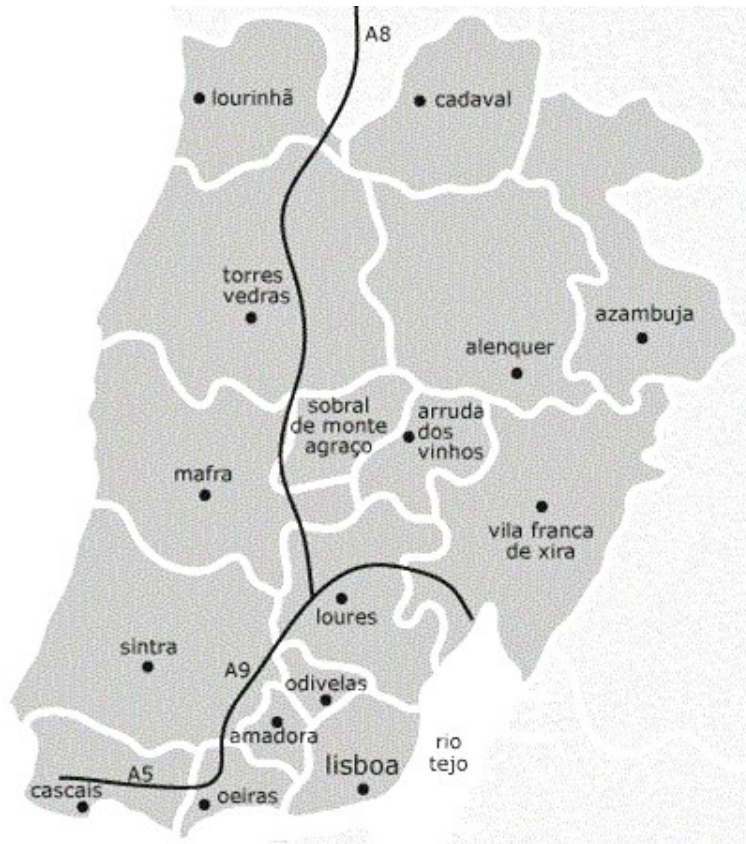 A8
lourinhã
cadaval
torres
vedras
azambuja
alenquer
sobral
de monte
agraço
arruda
dos
vinhos
mafra
vila franca
de xira
loures
sintra
A9
odivelas
amadora
rio
tejo
lisboa
A5
cascais
oeiras